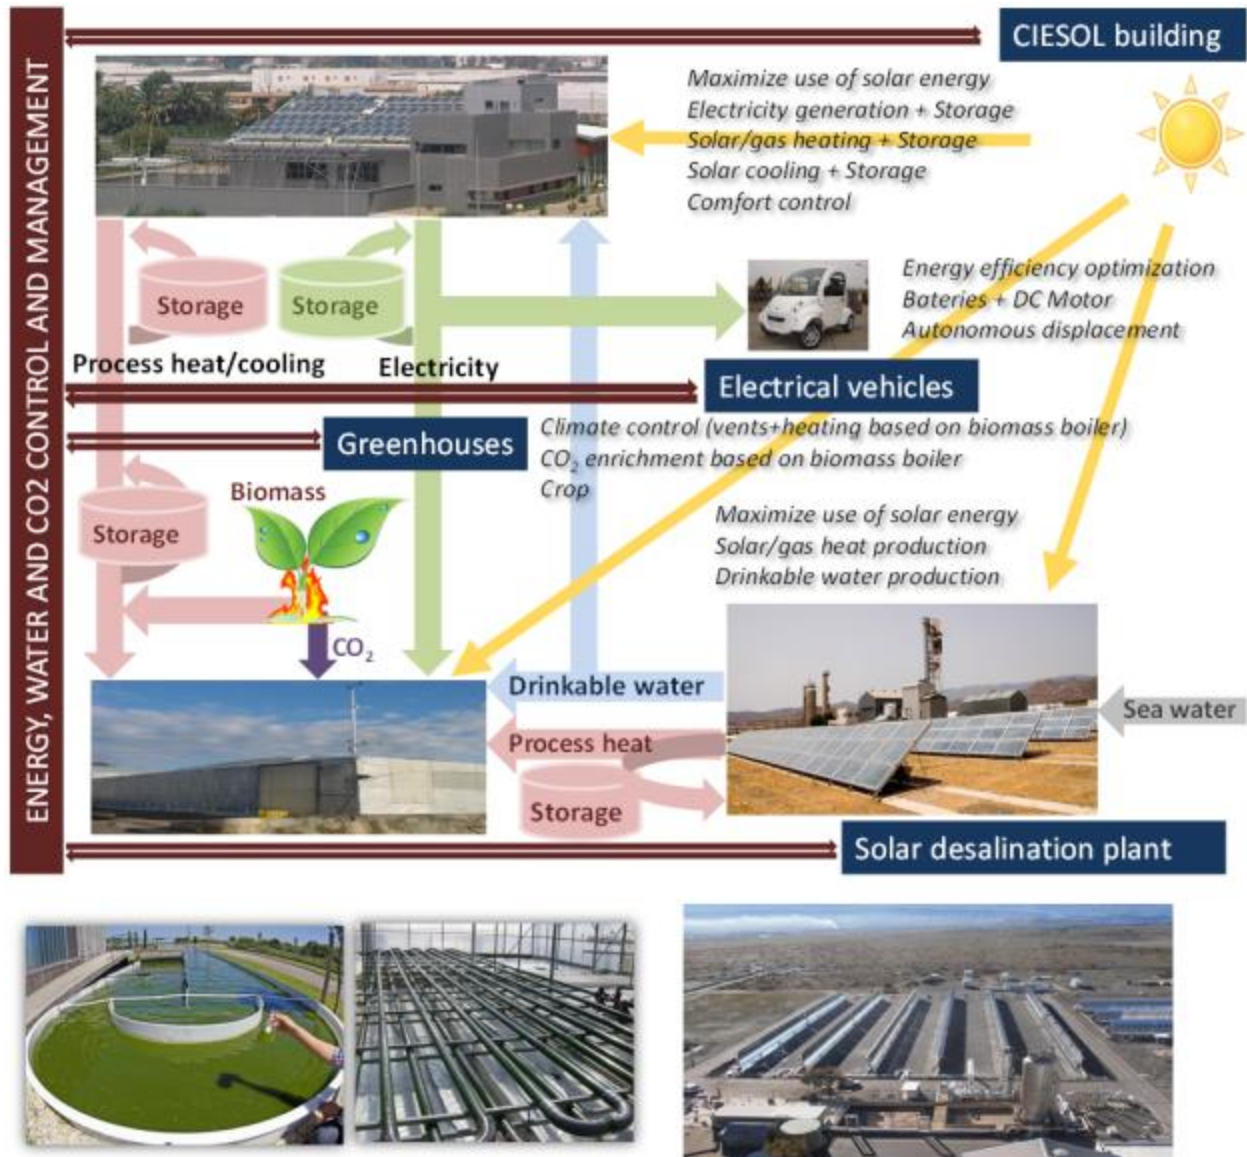 ENERGY, WATER AND CO2 CONTROL AND MANAGEMENT
CIESOL building
Maximize use of solar energy
Electricity generation + Storage
Solar/gas heating + Storage
Solar cooling + Storage
Comfort control
Storage
Storage
Energy efficiency optimization
Bateries + DC Motor
Autonomous displacement
Process heat/cooling
Electricity
Electrical vehicles
Greenhouses
Climate control (vents+heating based on biomass boiler)
CO2 enrichment based on biomass boiler
Crop
Biomass
Storage
Maximize use of solar energy
Solar/gas heat production
Drinkable water production
CO2
Drinkable water
Sea water
Process heat
Storage
Solar desalination plant